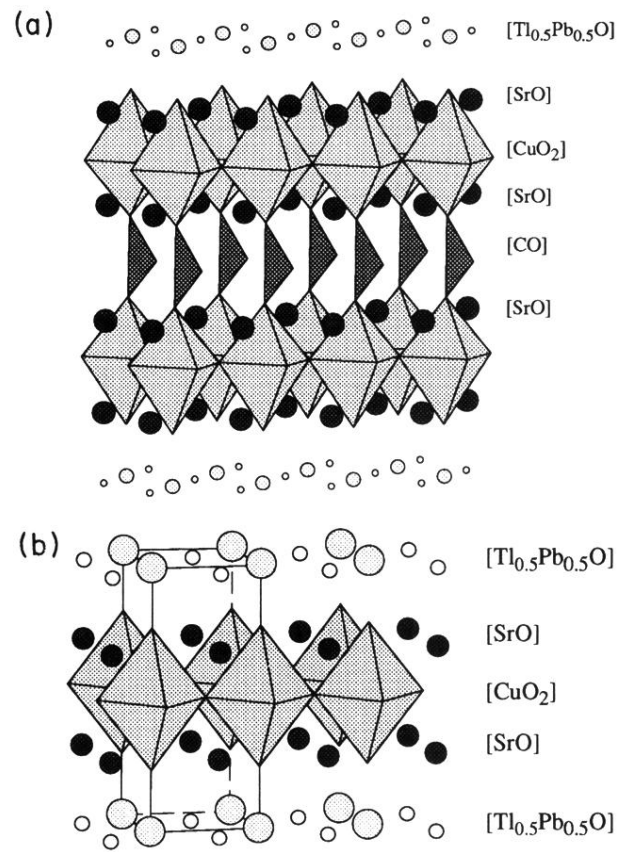 (a)
[Tl0.5Pb0.5O]
[SrO]
[CuO2]
[SrO]
[CO]
[SrO]
(b)
[Tl0.5Pb0.5O]
[SrO]
[CuO2]
[SrO]
[Tl0.5Pb0.5O]